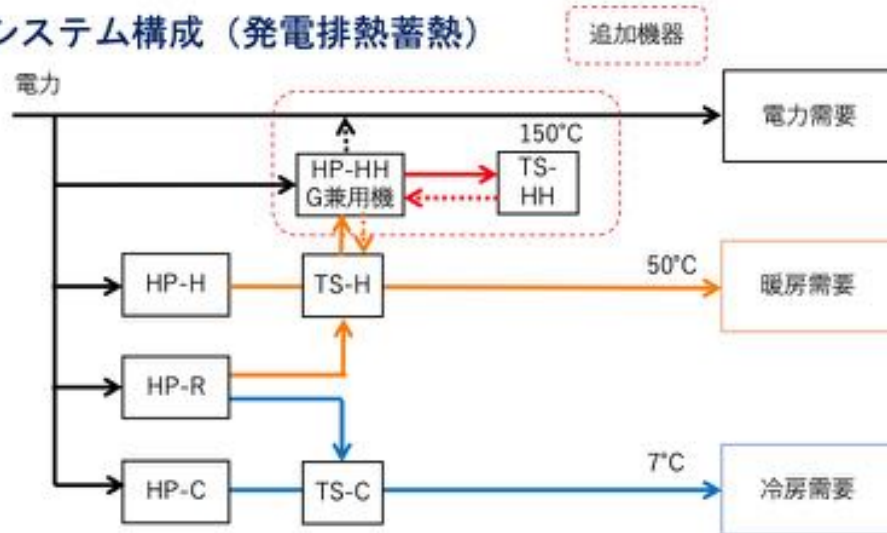 システム構成（発電排熱蓄熱）
追加機器
電力
電力需要
150℃
HP-HH
G兼用機
TS-
HH
50℃
HP-H
TS-H
暖房需要
HP-R
7℃
HP-C
TS-C
冷房需要